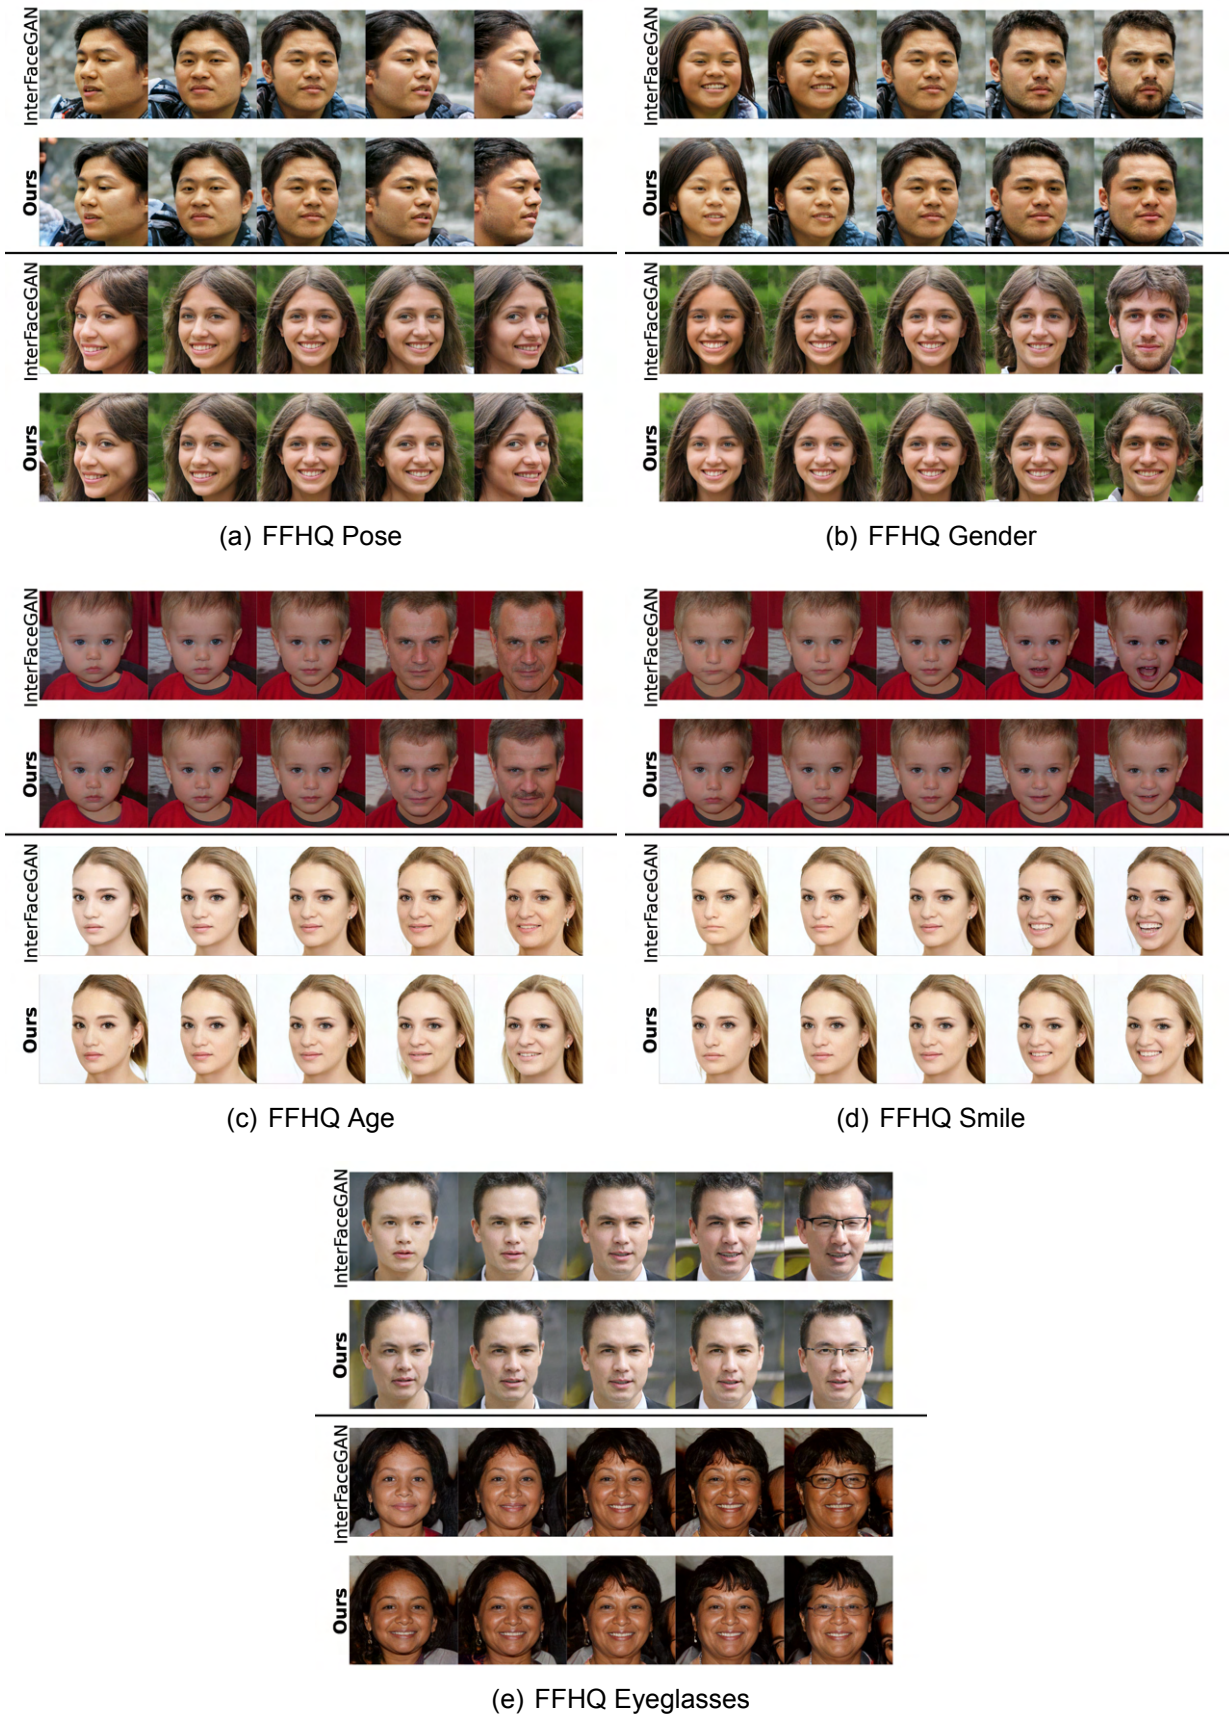 InterFaceGAN
Ours
InterFaceGAN
Ours
(a) FFHQ Pose
InterFaceGAN
Ours
InterFaceGAN
Ours
(b) FFHQ Gender
InterFaceGAN
Ours
InterFaceGAN
Ours
(c) FFHQ Age
InterFaceGAN
Ours
InterFaceGAN
Ours
(d) FFHQ Smile
InterFaceGAN
Ours
InterFaceGAN
Ours
(e) FFHQ Eyeglasses